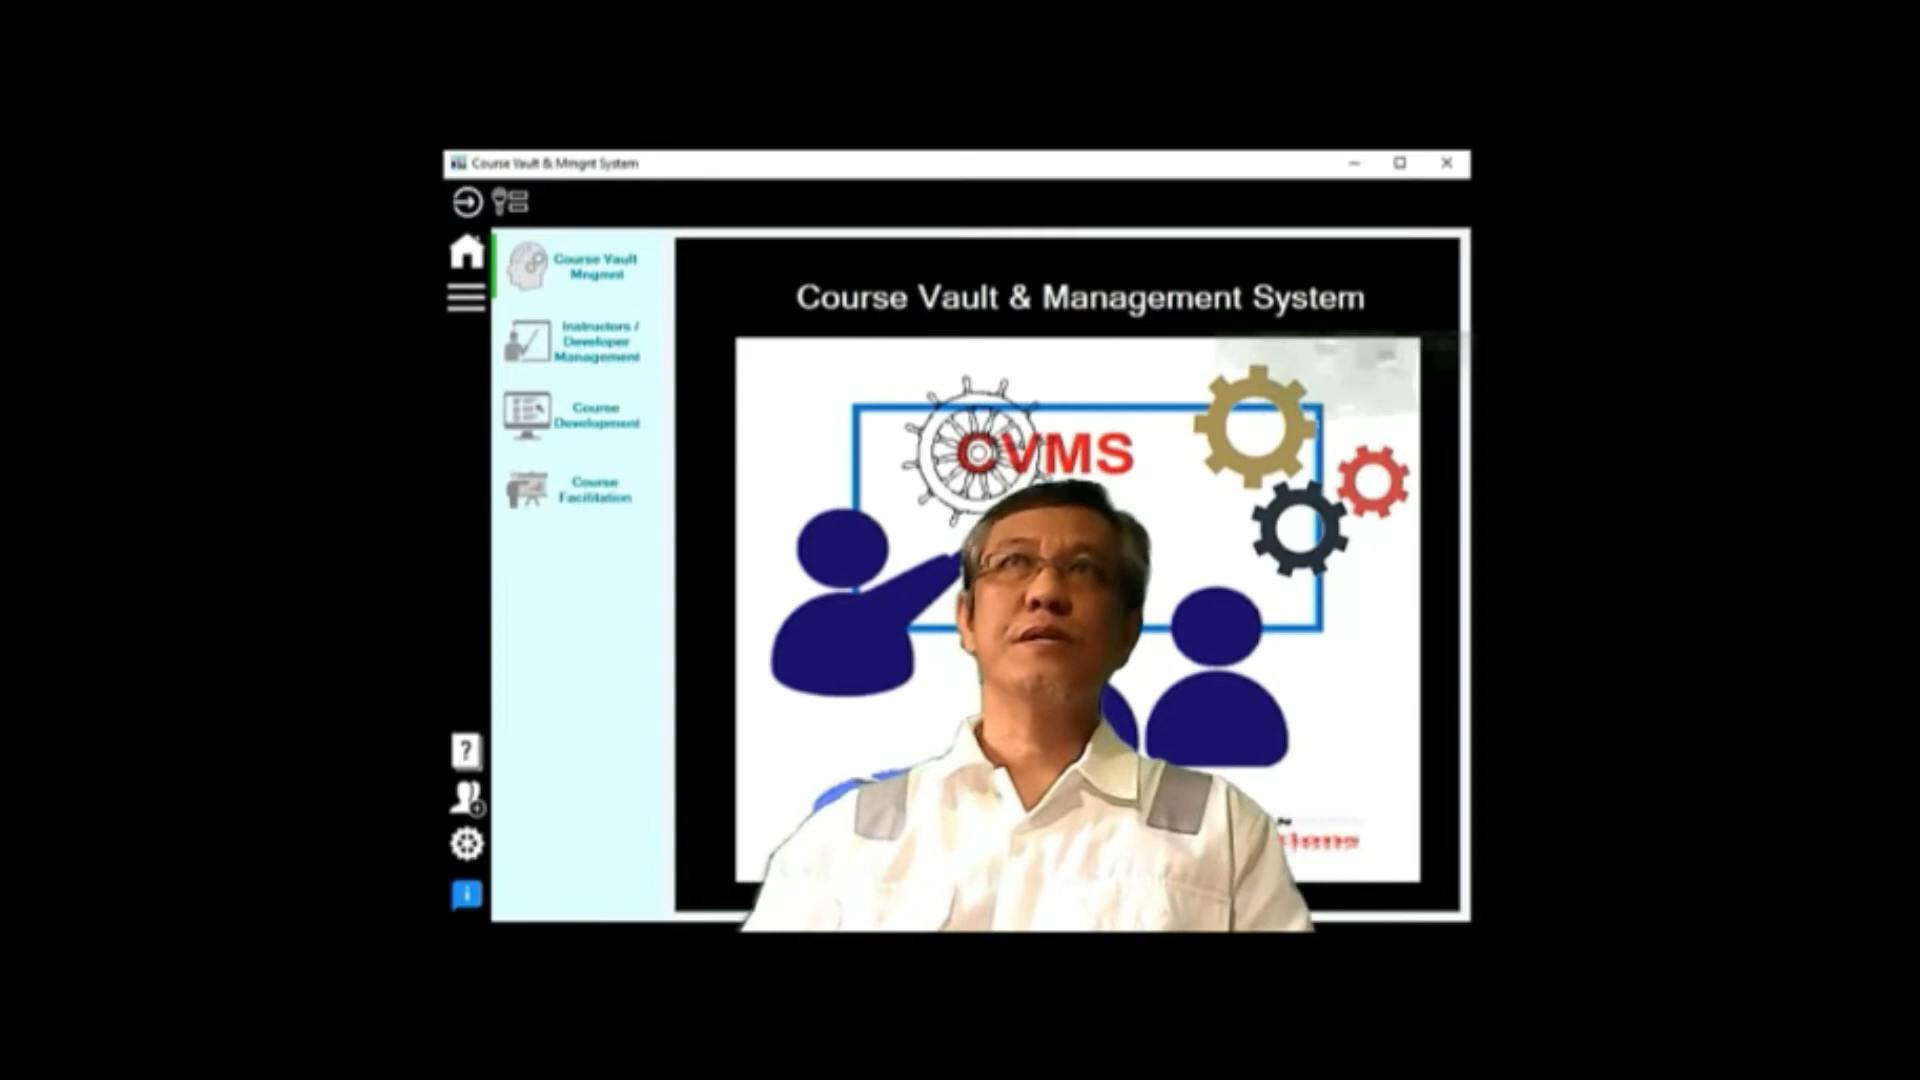 Course Vault & Mmgnt System
Course Vault
Mngmnt
Instructors /
Developer
Management
Course
Development
Course
Facilitation
Course Vault & Management System
CVMS
?
i